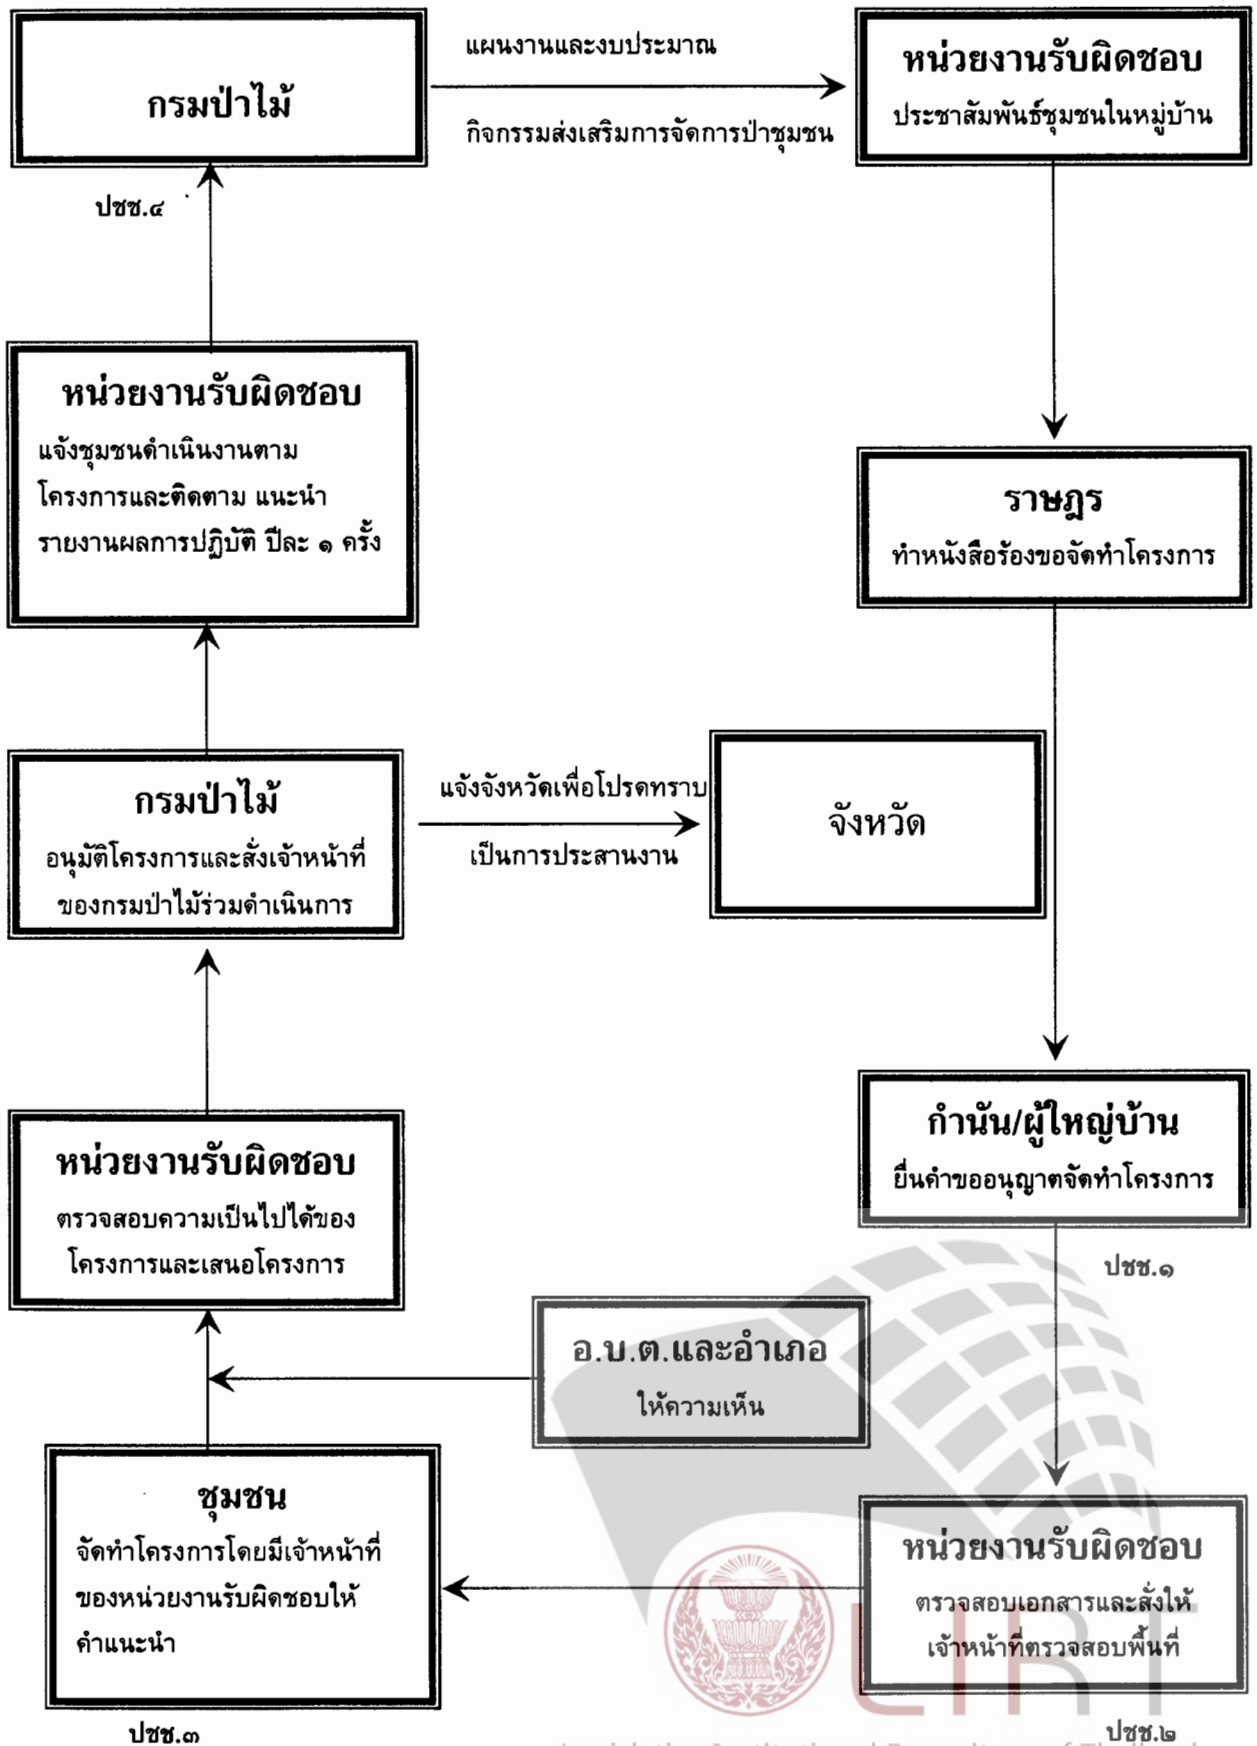 กรมป่าไม้
แผนงานและงบประมาณ
กิจกรรมส่งเสริมการจัดการป่าชุมชน
หน่วยงานรับผิดชอบ
ประชาสัมพันธ์ชุมชนในหมู่บ้าน
ปชช.๔
หน่วยงานรับผิดชอบ
แจ้งชุมชนดำเนินงานตาม
โครงการและติดตาม แนะนำ
รายงานผลการปฏิบัติ ปีละ ๑ ครั้ง
ราษฎร
ทำหนังสือร้องขอจัดทำโครงการ
กรมป่าไม้
อนุมัติโครงการและสั่งเจ้าหน้าที่
ของกรมป่าไม้ร่วมดำเนินการ
แจ้งจังหวัดเพื่อโปรดทราบ
เป็นการประสานงาน
จังหวัด
กำนัน/ผู้ใหญ่บ้าน
ยื่นคำขออนุญาตจัดทำโครงการ
ปชช.๑
หน่วยงานรับผิดชอบ
ตรวจสอบความเป็นไปได้ของ
โครงการและเสนอโครงการ
อ.บ.ต.และอำเภอ
ให้ความเห็น
ชุมชน
จัดทำโครงการโดยมีเจ้าหน้าที่
ของหน่วยงานรับผิดชอบให้
คำแนะนำ
ปชช.๓
หน่วยงานรับผิดชอบ
ตรวจสอบเอกสารและสั่งให้
เจ้าหน้าที่ตรวจสอบพื้นที่
ปชช.๒
LIRT